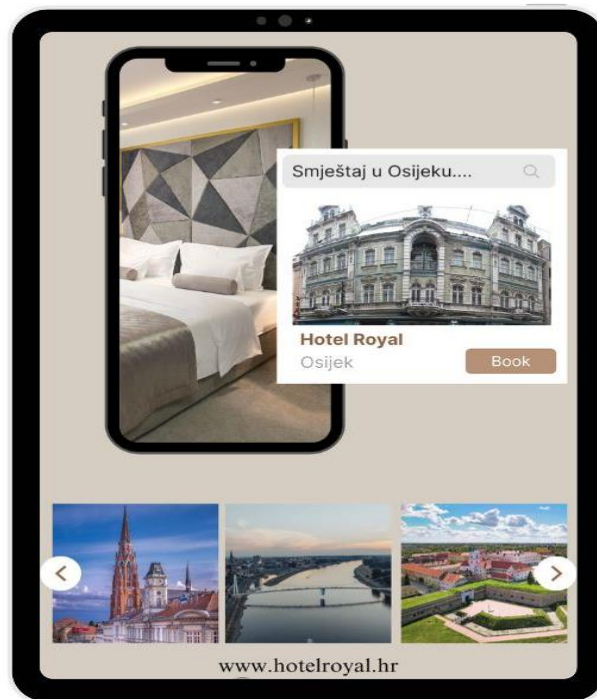 Smještaj u Osijeku....
Hotel Royal
Osijek
Book
www.hotelroyal.hr